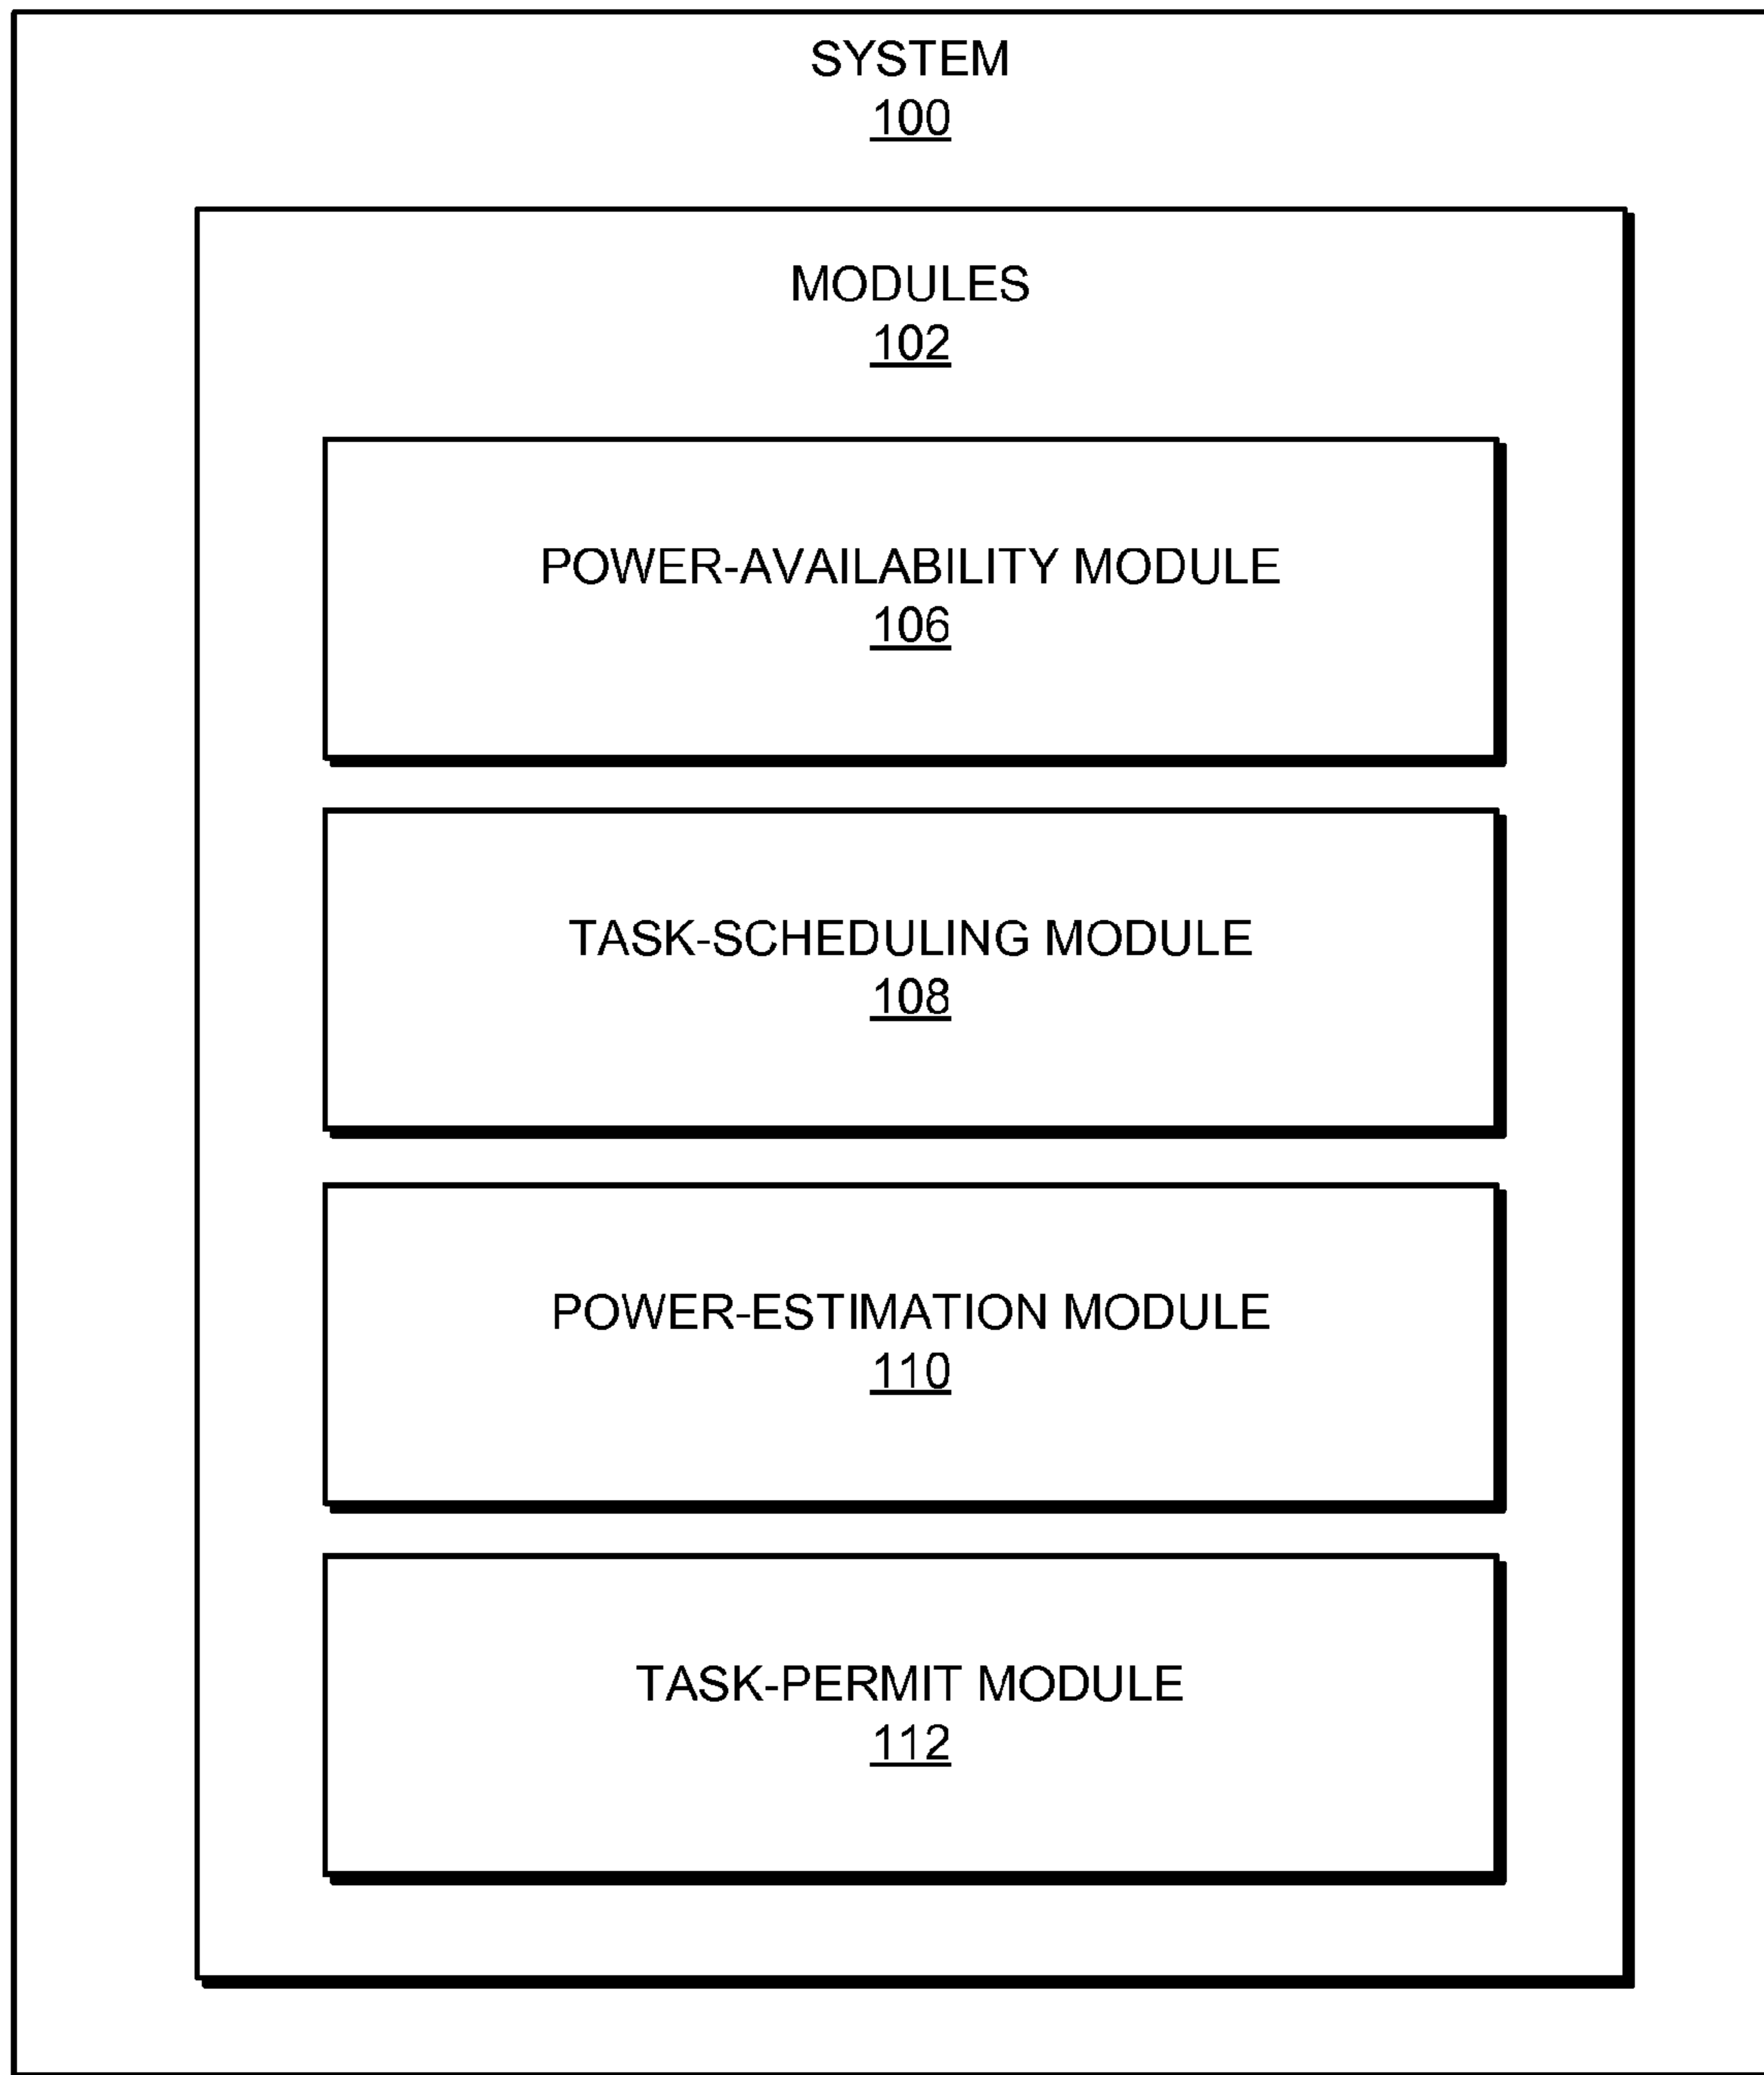 SYSTEM
100
MODULES
102
POWER-AVAILABILITY MODULE
106
TASK-SCHEDULING MODULE
108
POWER-ESTIMATION MODULE
110
TASK-PERMIT MODULE
112